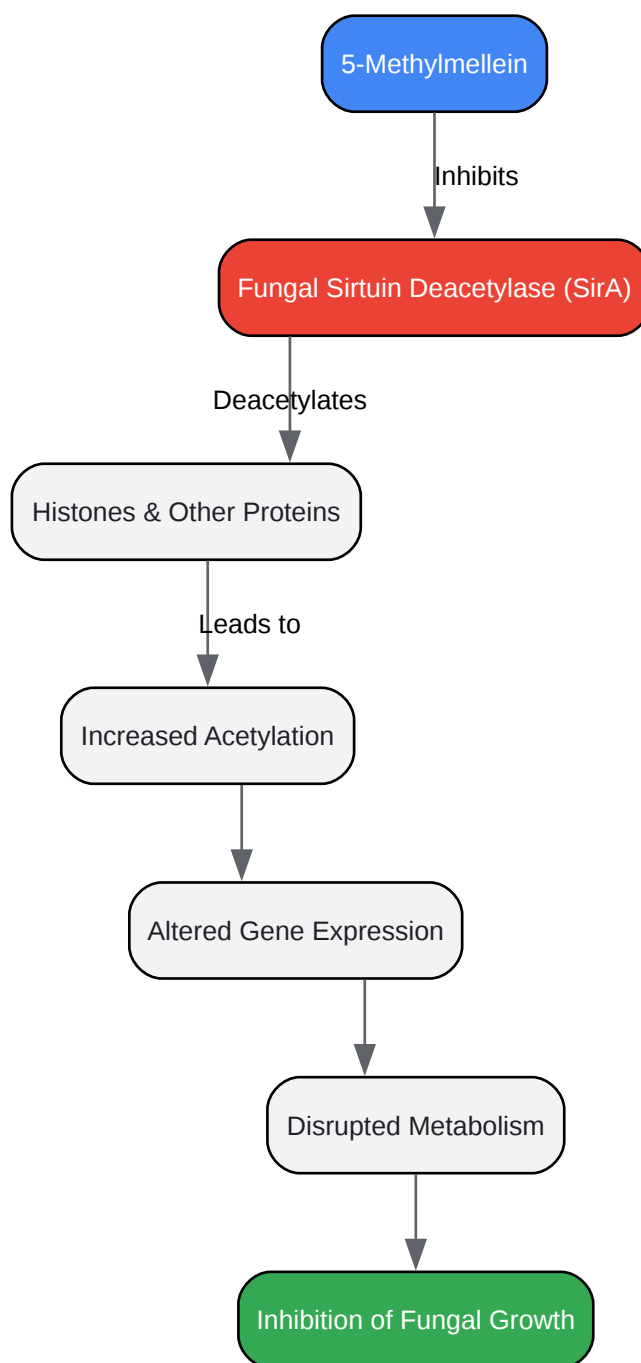 5-Methylmellein
Inhibits
Fungal Sirtuin Deacetylase (SirA)
Deacetylates
Histones & Other Proteins
Leads to
Increased Acetylation
Altered Gene Expression
Disrupted Metabolism
Inhibition of Fungal Growth